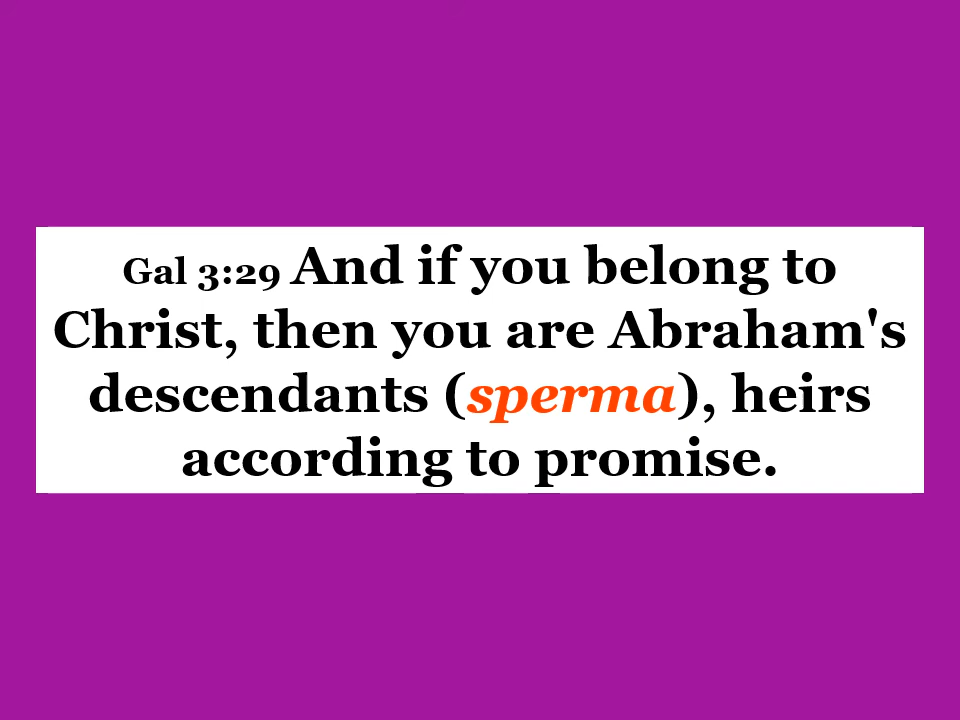 Gal 3:29 And if you belong to
Christ, then you are Abraham's
descendants (sperma), heirs
according to promise.